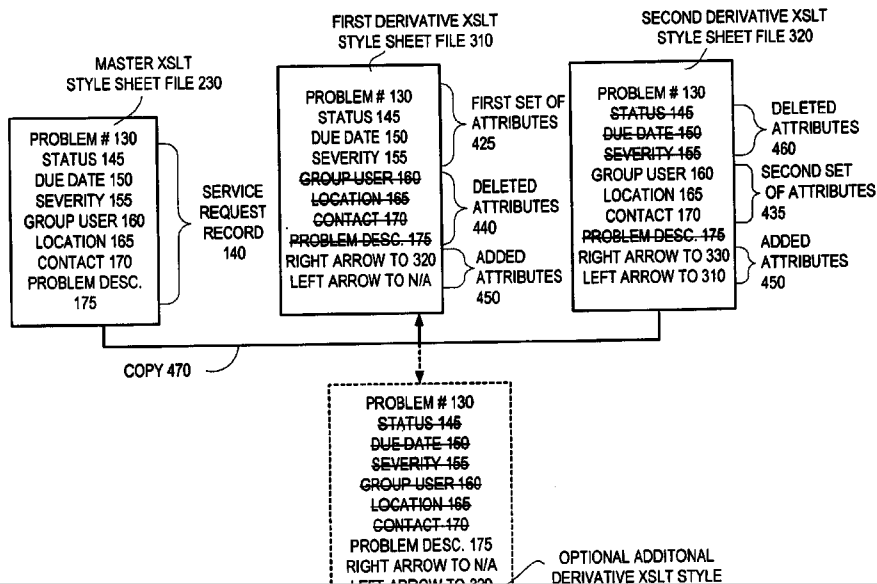 MASTER XSLT
STYLE SHEET FILE 230
PROBLEM # 130
STATUS 145
DUE DATE 150
SEVERITY 155
GROUP USER 160
LOCATION 165
CONTACT 170
PROBLEM DESC.
175
SERVICE
REQUEST
RECORD
140
FIRST DERIVATIVE XSLT
STYLE SHEET FILE 310
PROBLEM # 130
STATUS 145
DUE DATE 150
SEVERITY 155
GROUP USER 160
LOCATION 165
CONTACT 170
PROBLEM DESC. 175
RIGHT ARROW TO 320
LEFT ARROW TO N/A
FIRST SET OF
ATTRIBUTES
425
DELETED
ATTRIBUTES
440
ADDED
ATTRIBUTES
450
SECOND DERIVATIVE XSLT
STYLE SHEET FILE 320
PROBLEM # 130
STATUS 145
DUE DATE 150
SEVERITY 155
GROUP USER 160
LOCATION 165
CONTACT 170
PROBLEM DESC. 175
RIGHT ARROW TO 330
LEFT ARROW TO 310
DELETED
ATTRIBUTES
460
SECOND SET
OF ATTRIBUTES
435
ADDED
ATTRIBUTES
450
COPY 470
PROBLEM # 130
STATUS 145
DUE DATE 150
SEVERITY 155
GROUP USER 160
LOCATION 165
CONTACT 170
PROBLEM DESC. 175
RIGHT ARROW TO N/A
LEFT ARROW TO 320
OPTIONAL ADDITONAL
DERIVATIVE XSLT STYLE